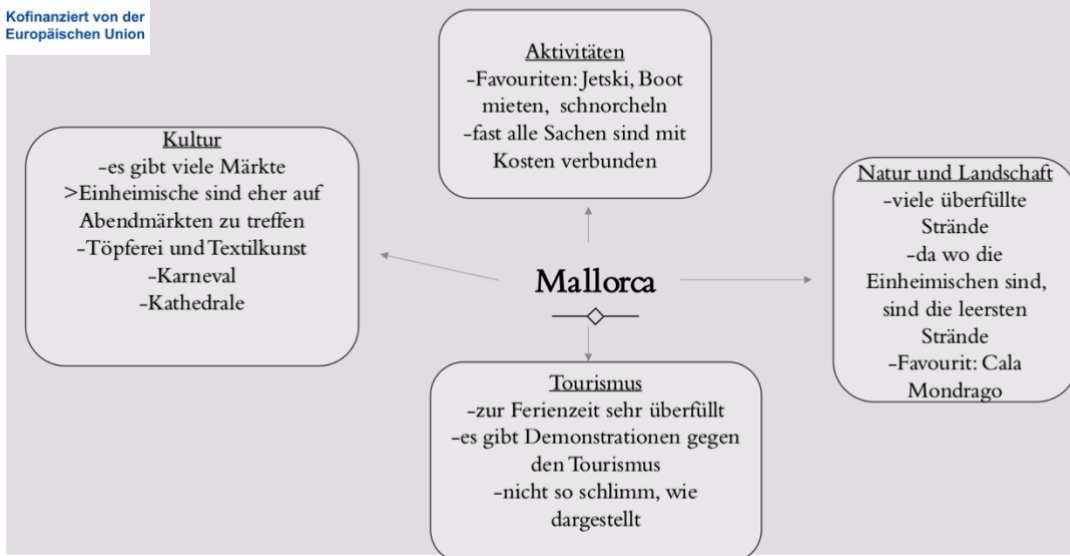 Kofinanziert von der
Europäischen Union
Aktivitäten
-Favouriten: Jetski, Boot
mieten, schnorcheln
-fast alle Sachen sind mit
Kosten verbunden
Kultur
-es gibt viele Märkte
>Einheimische sind eher auf
Abendmärkten zu treffen
-Töpferei und Textilkunst
-Karneval
-Kathedrale
Mallorca
Natur und Landschaft
-viele überfüllte
Strände
-da wo die
Einheimischen sind,
sind die leersten
Strände
-Favourit: Cala
Mondrago
Tourismus
-zur Ferienzeit sehr überfüllt
-es gibt Demonstrationen gegen
den Tourismus
-nicht so schlimm, wie
dargestellt